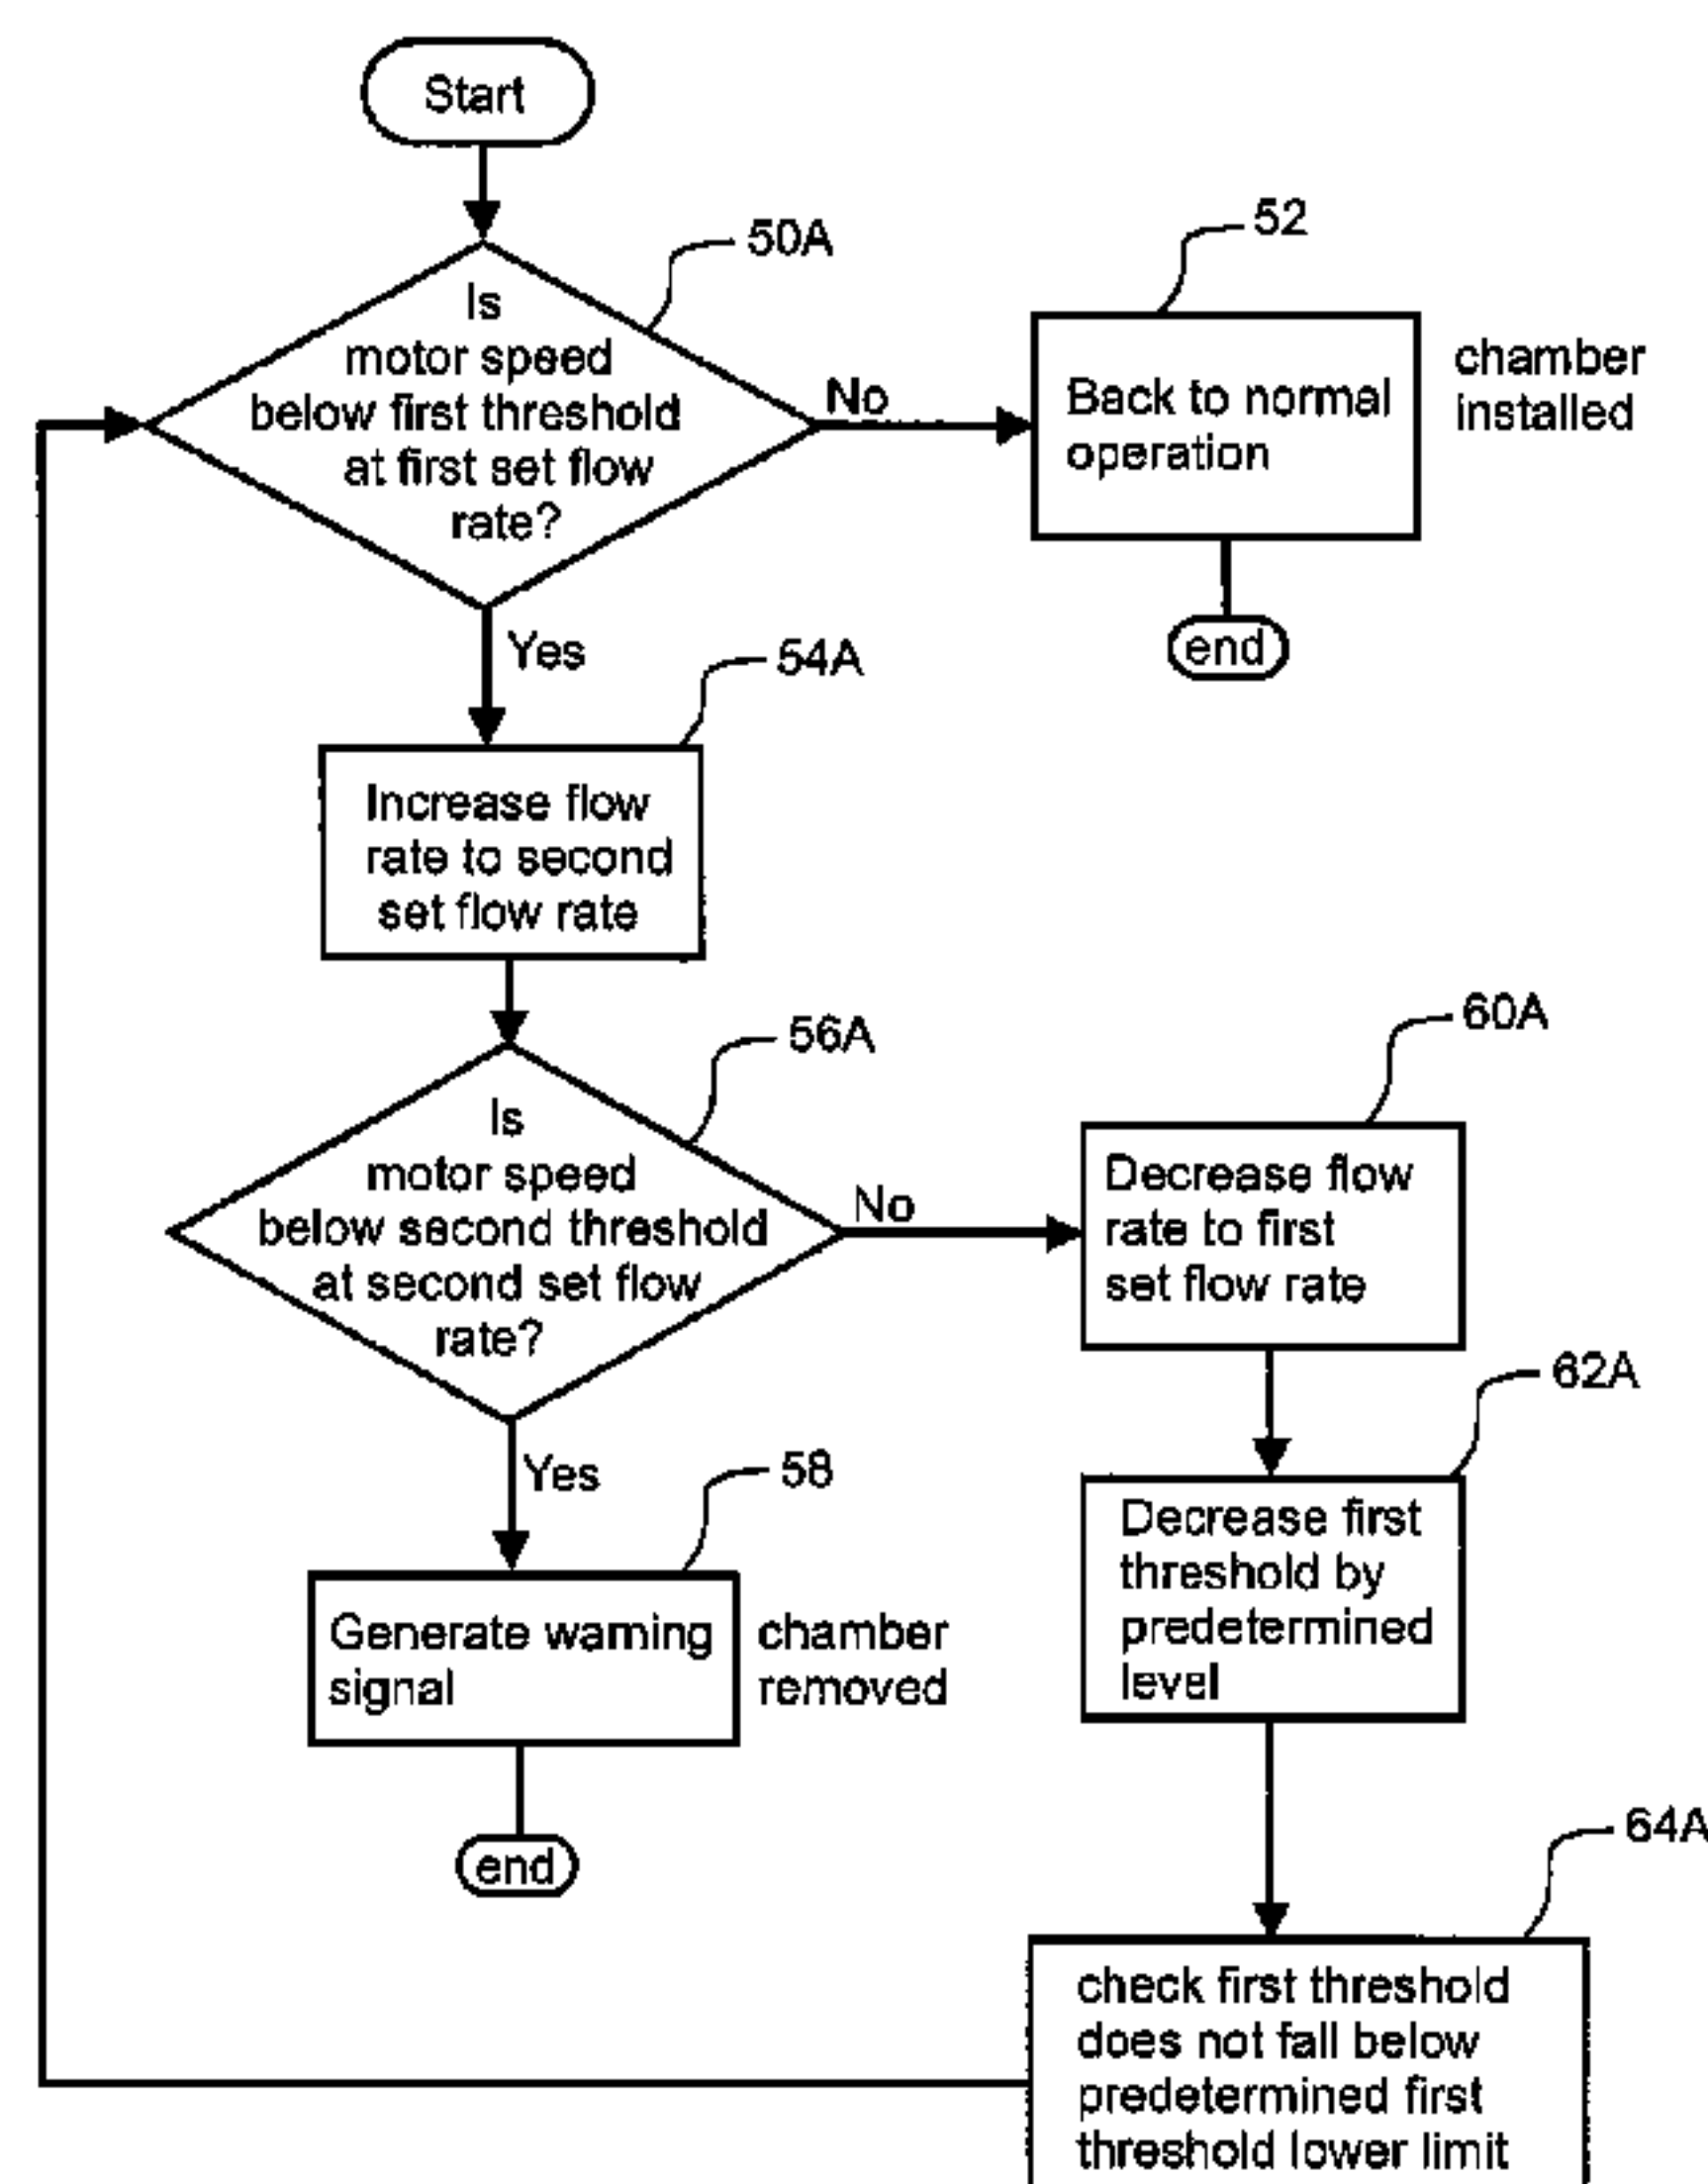 Start
50A
Is
motor speed
below first threshold
at first set flow
rate?
No
52
Back to normal
operation
chamber
installed
end
Yes
54A
Increase flow
rate to second
set flow rate
56A
Is
motor speed
below second threshold
at second set flow
rate?
No
60A
Decrease flow
rate to first
set flow rate
62A
Decrease first
threshold by
predetermined
level
Yes
58
Generate warning
signal
chamber
removed
end
64A
check first threshold
does not fall below
predetermined first
threshold lower limit